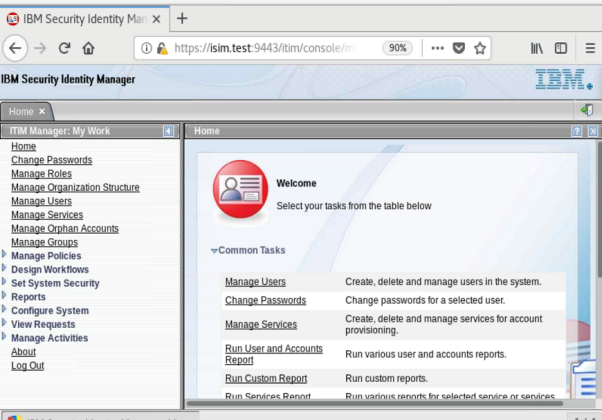 IBM Security Identity Man
https://isim.test:9443/itim/console/m
90%
IBM Security Identity Manager
IBM.
Home
ITIM Manager: My Work
Home
Home
Change Passwords
Manage Roles
Manage Organization Structure
Manage Users
Manage Services
Manage Orphan Accounts
Manage Groups
Manage Policies
Design Workflows
Set System Security
Reports
Configure System
View Requests
Manage Activities
About
Log Out
Welcome
Select your tasks from the table below
Common Tasks
Manage Users Create, delete and manage users in the system.
Change Passwords Change passwords for a selected user.
Manage Services Create, delete and manage services for account
provisioning.
Run User and Accounts
Report Run various user and accounts reports.
Run Custom Report Run custom reports.
Run Services Report Run various reports for selected service or services